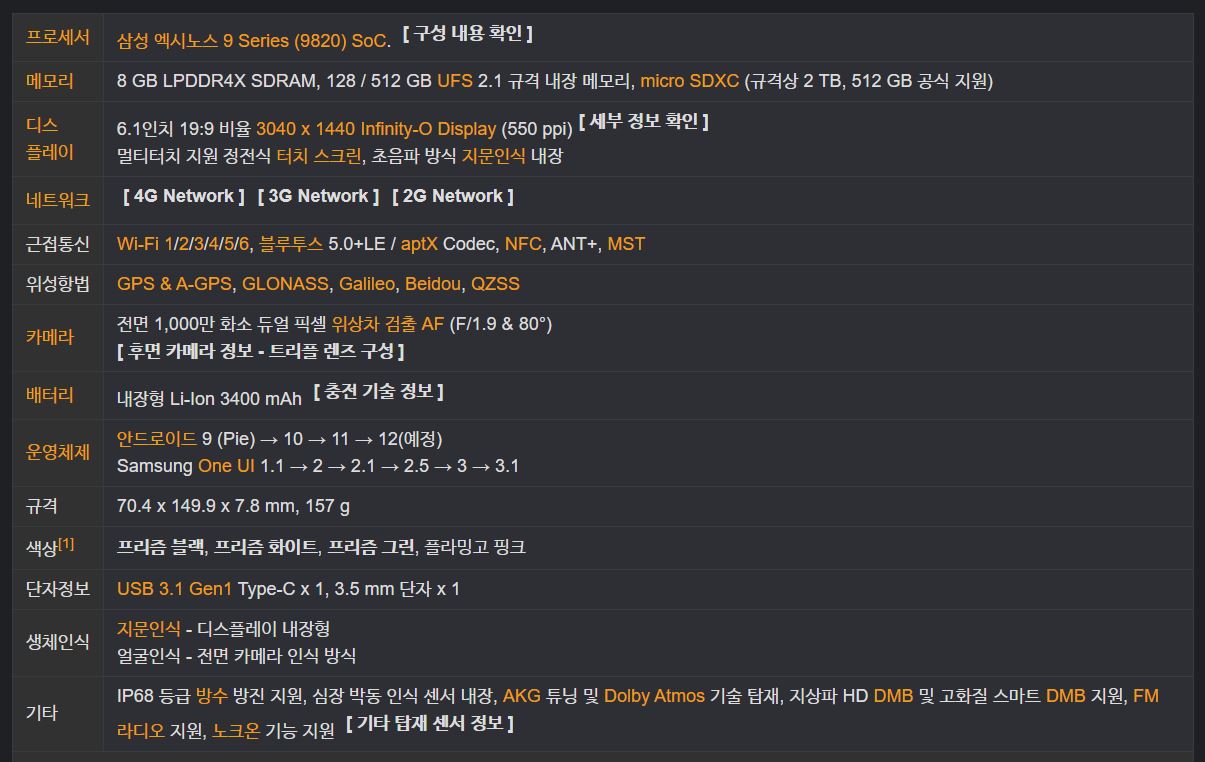 프로세서 삼성 엑시노스 9 Series (9820) SoC. [ 구성 내용 확인 ]
메모리 8 GB LPDDR4X SDRAM, 128 / 512 GB UFS 2.1 규격 내장 메모리, micro SDXC (규격상 2 TB, 512 GB 공식 지원)
디스
플레이
6.1인치 19:9 비율 3040 x 1440 Infinity-O Display (550 ppi) [ 세부 정보 확인 ]
멀티터치 지원 정전식 터치 스크린, 초음파 방식 지문인식 내장
네트워크 [ 4G Network ] [ 3G Network ] [ 2G Network ]
근접통신 Wi-Fi 1/2/3/4/5/6, 블루투스 5.0+LE / aptX Codec, NFC, ANT+, MST
위성항법 GPS & A-GPS, GLONASS, Galileo, Beidou, QZSS
카메라
전면 1,000만 화소 듀얼 픽셀 위상차 검출 AF (F/1.9 & 80°)
[ 후면 카메라 정보 - 트리플 렌즈 구성 ]
배터리 내장형 Li-Ion 3400 mAh [ 충전 기술 정보 ]
운영체제
안드로이드 9 (Pie) → 10 → 11 → 12(예정)
Samsung One UI 1.1 → 2 → 2.1 → 2.5 → 3 → 3.1
규격 70.4 x 149.9 x 7.8 mm, 157 g
색상[1] 프리즘 블랙, 프리즘 화이트, 프리즘 그린, 플라밍고 핑크
단자정보 USB 3.1 Gen1 Type-C x 1, 3.5 mm 단자 x 1
생체인식
지문인식 - 디스플레이 내장형
얼굴인식 - 전면 카메라 인식 방식
기타
IP68 등급 방수 방진 지원, 심장 박동 인식 센서 내장, AKG 튜닝 및 Dolby Atmos 기술 탑재, 지상파 HD DMB 및 고화질 스마트 DMB 지원, FM
라디오 지원, 노크온 기능 지원 [ 기타 탑재 센서 정보 ]